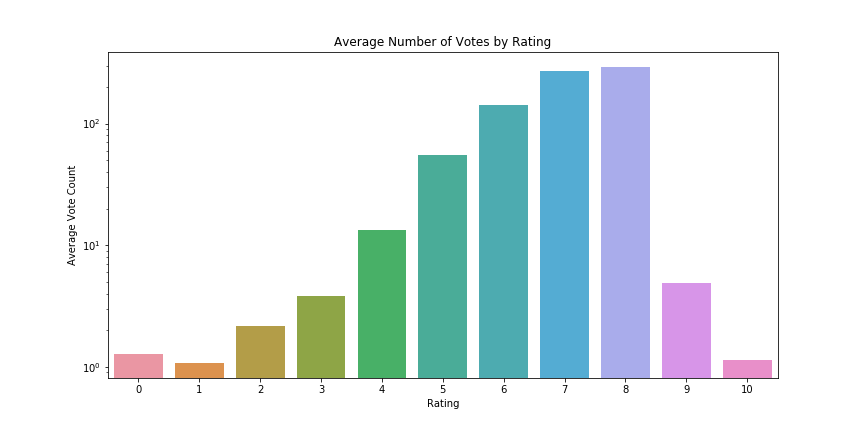 Average Number of Votes by Rating
Average Vote Count
10²
10¹
10⁰
0 1 2 3 4 5 6 7 8 9 10
Rating